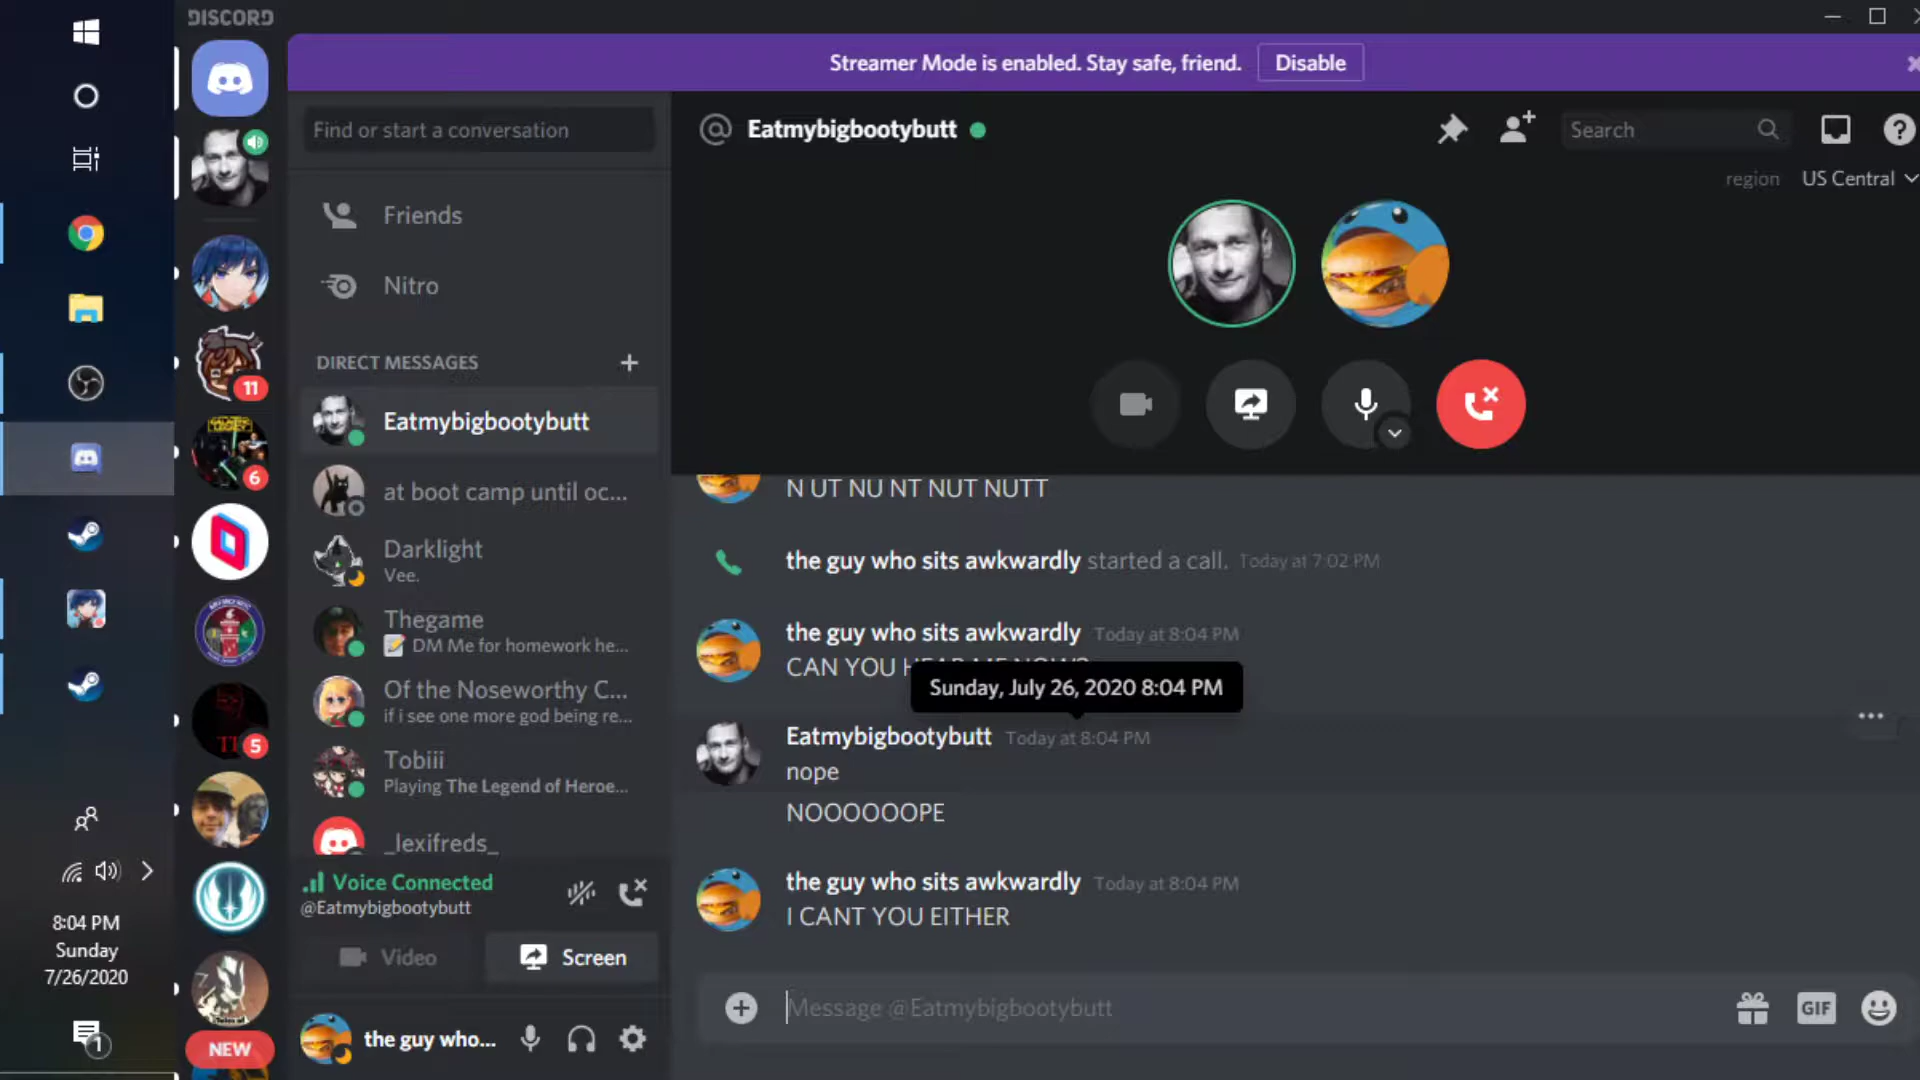 DISCORD
Streamer Mode is enabled. Stay safe, friend.
Disable
Find or start a conversation
Eatmybigbootybutt
Search
region
US Central
Friends
Nitro
DIRECT MESSAGES
Eatmybigbootybutt
at boot camp until oc...
Darklight
Vee.
Thegame
DM Me for homework he...
Of the Noseworthy C...
if i see one more god being re...
Tobiii
Playing The Legend of Heroe...
_lexifreds_
11
6
5
NEW
N UT NU NT NUT NUTT
the guy who sits awkwardly started a call. Today at 7:02 PM
the guy who sits awkwardly Today at 8:04 PM
CAN YOU
Sunday, July 26, 2020 8:04 PM
Eatmybigbootybutt Today at 8:04 PM
nope
NOOOOOOPE
the guy who sits awkwardly Today at 8:04 PM
I CANT YOU EITHER
Message @Eatmybigbootybutt
GIF
Voice Connected
@Eatmybigbootybutt
Video
Screen
the guy who...
8:04 PM
Sunday
7/26/2020
1